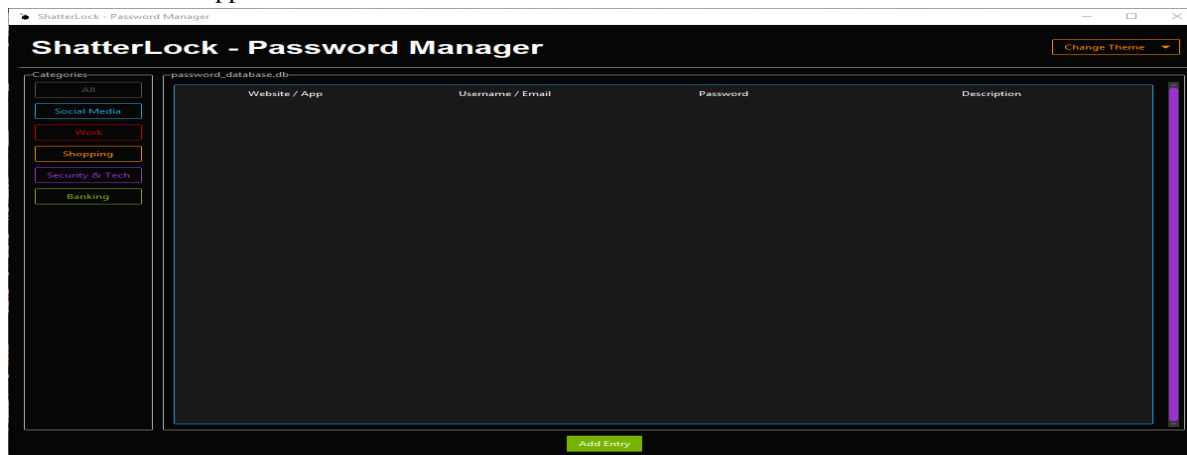 ShatterLock - Password Manager
ShatterLock - Password Manager
Change Theme
Categories
All
Social Media
Work
Shopping
Security & Tech
Banking
password_database.db
Website / App Username / Email Password Description
Add Entry